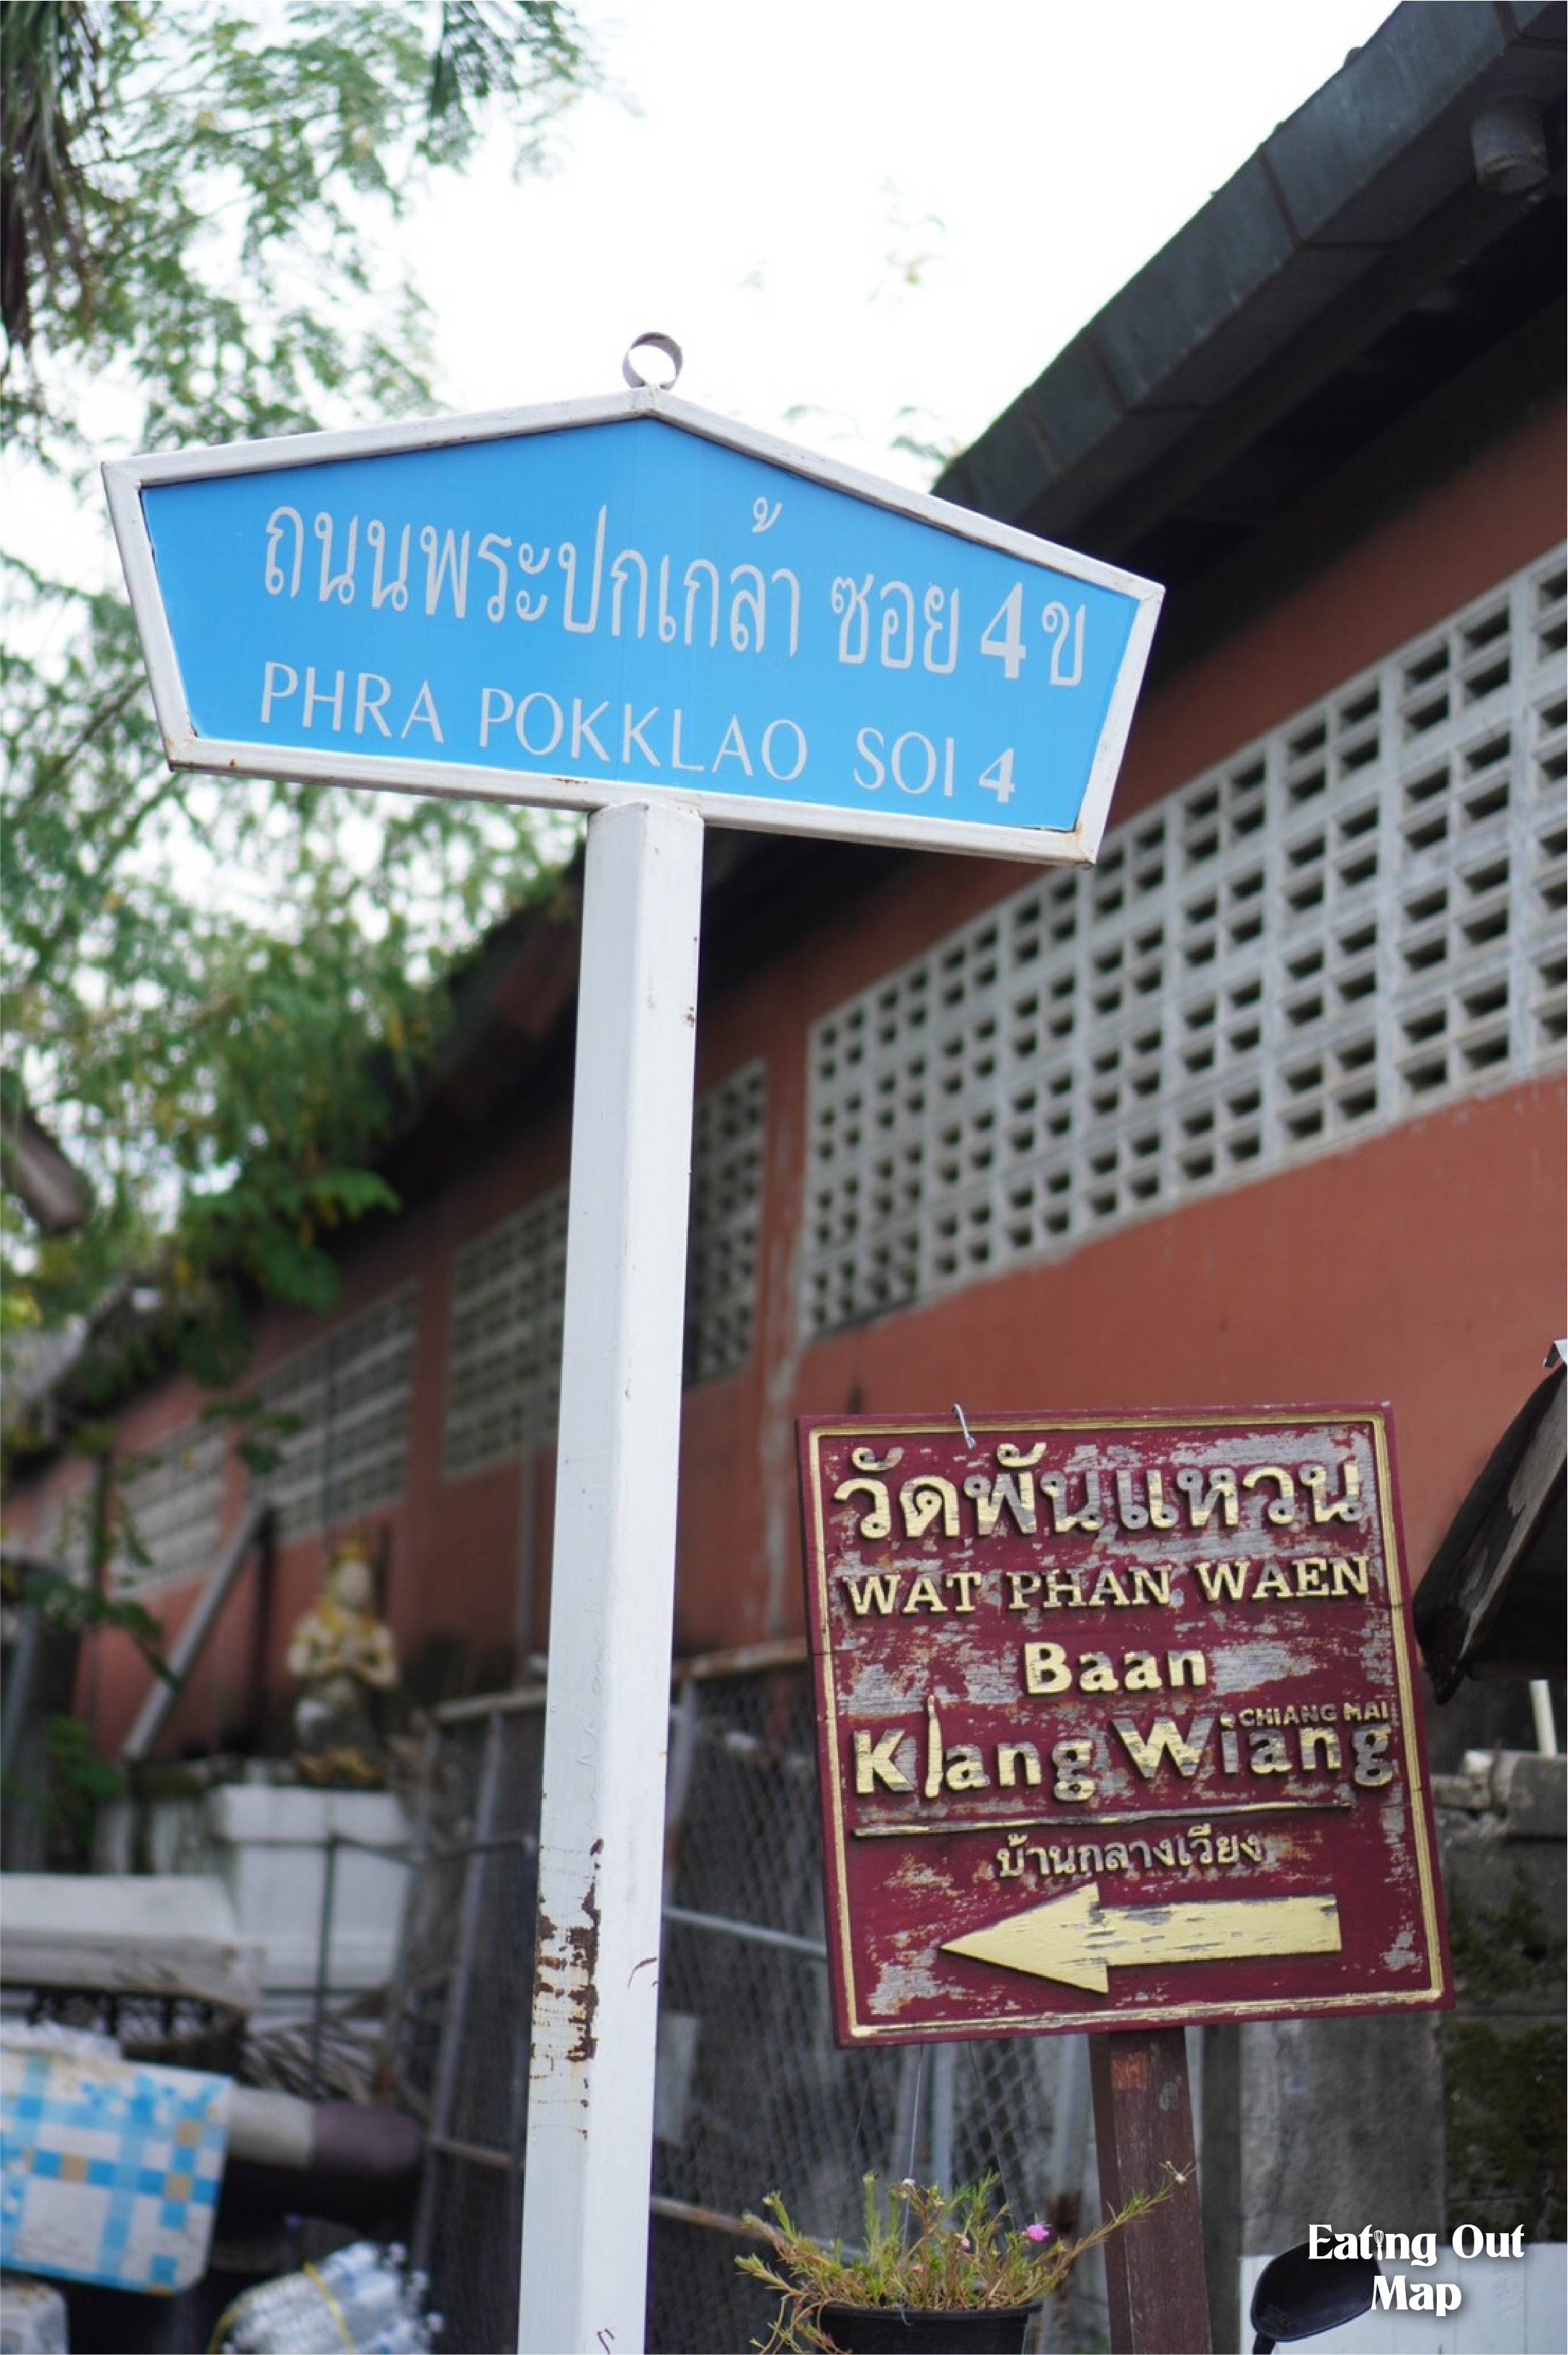 ถนนพระปกเกล้า ซอย 4 ข
PHRA POKKLAO SOI 4
วัดพันแหวน
WAT PHAN WAEN
Baan
CHIANG MAI
Klang Wiang
บ้านกลางเวียง
Eating Out
Map